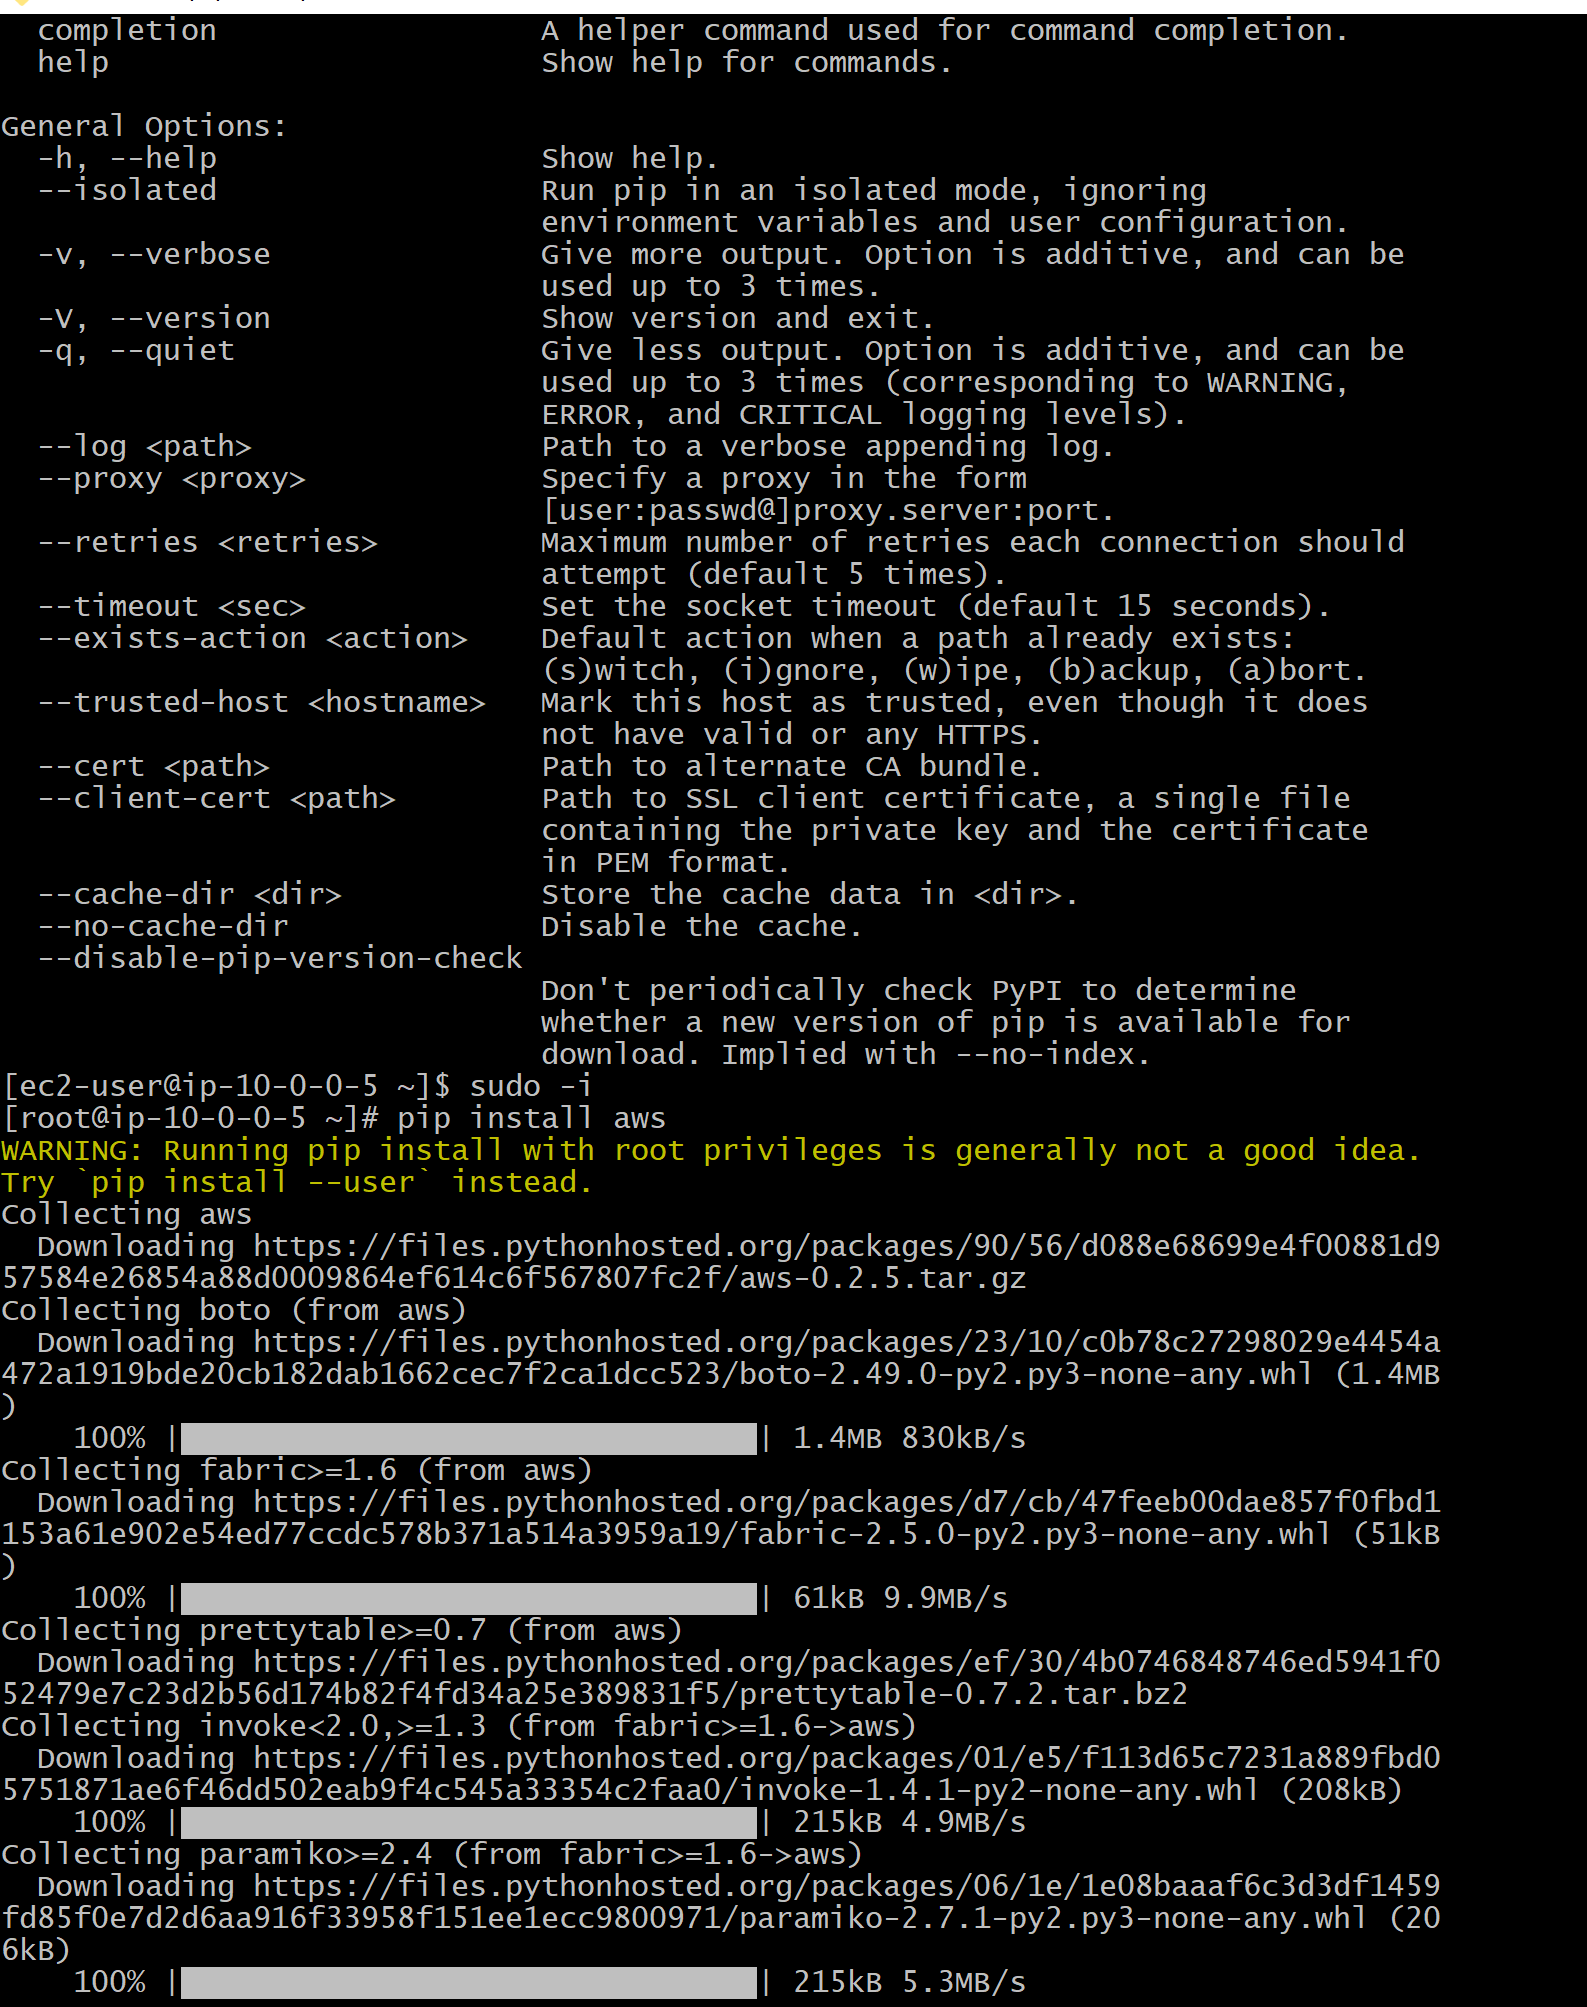 completion                  A helper command used for command completion.
help                        Show help for commands.
General Options:
-h, --help                  Show help.
--isolated                  Run pip in an isolated mode, ignoring
environment variables and user configuration.
-v, --verbose               Give more output. Option is additive, and can be
used up to 3 times.
-V, --version               Show version and exit.
-q, --quiet                 Give less output. Option is additive, and can be
used up to 3 times (corresponding to WARNING,
ERROR, and CRITICAL logging levels).
--log <path>                Path to a verbose appending log.
--proxy <proxy>             Specify a proxy in the form
[user:passwd@]proxy.server:port.
--retries <retries>         Maximum number of retries each connection should
attempt (default 5 times).
--timeout <sec>             Set the socket timeout (default 15 seconds).
--exists-action <action>    Default action when a path already exists:
(s)witch, (i)gnore, (w)ipe, (b)ackup, (a)bort.
--trusted-host <hostname>   Mark this host as trusted, even though it does
not have valid or any HTTPS.
--cert <path>               Path to alternate CA bundle.
--client-cert <path>        Path to SSL client certificate, a single file
containing the private key and the certificate
in PEM format.
--cache-dir <dir>           Store the cache data in <dir>.
--no-cache-dir              Disable the cache.
--disable-pip-version-check
Don't periodically check PyPI to determine
whether a new version of pip is available for
download. Implied with --no-index.
[ec2-user@ip-10-0-0-5 ~]$ sudo -i
[root@ip-10-0-0-5 ~]# pip install aws
WARNING: Running pip install with root privileges is generally not a good idea.
Try `pip install --user` instead.
Collecting aws
Downloading https://files.pythonhosted.org/packages/90/56/d088e68699e4f00881d9
57584e26854a88d0009864ef614c6f567807fc2f/aws-0.2.5.tar.gz
Collecting boto (from aws)
Downloading https://files.pythonhosted.org/packages/23/10/c0b78c27298029e4454a
472a1919bde20cb182dab1662cec7f2ca1dcc523/boto-2.49.0-py2.py3-none-any.whl (1.4MB
)
100% |                                | 1.4MB 830kB/s
Collecting fabric>=1.6 (from aws)
Downloading https://files.pythonhosted.org/packages/d7/cb/47feeb00dae857f0fbd1
153a61e902e54ed77ccdc578b371a514a3959a19/fabric-2.5.0-py2.py3-none-any.whl (51kB
)
100% |                                | 61kB 9.9MB/s
Collecting prettytable>=0.7 (from aws)
Downloading https://files.pythonhosted.org/packages/ef/30/4b0746848746ed5941f0
52479e7c23d2b56d174b82f4fd34a25e389831f5/prettytable-0.7.2.tar.bz2
Collecting invoke<2.0,>=1.3 (from fabric>=1.6->aws)
Downloading https://files.pythonhosted.org/packages/01/e5/f113d65c7231a889fbd0
5751871ae6f46dd502eab9f4c545a33354c2faa0/invoke-1.4.1-py2-none-any.whl (208kB)
100% |                                | 215kB 4.9MB/s
Collecting paramiko>=2.4 (from fabric>=1.6->aws)
Downloading https://files.pythonhosted.org/packages/06/1e/1e08baaaf6c3d3df1459
fd85f0e7d2d6aa916f33958f151ee1ecc9800971/paramiko-2.7.1-py2.py3-none-any.whl (20
6kB)
100% |                                | 215kB 5.3MB/s